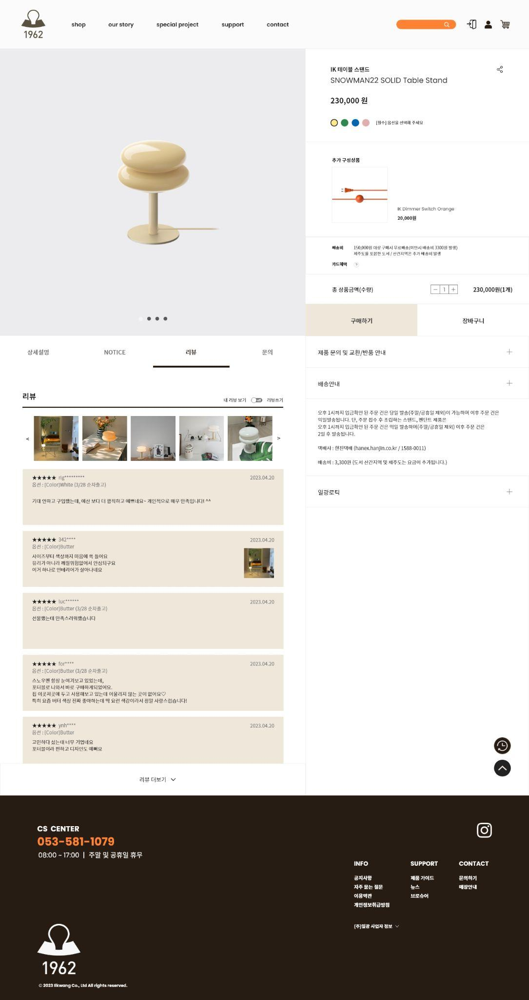 1962
shop
our story
special project
support
contact
IK 테이블 스탠드
SNOWMAN22 SOLID Table Stand
230,000 원
[필수] 옵션을 선택해 주세요
추가 구성상품
IK Dimmer Switch Orange
20,000원
배송비
150,000원 이상 구매시 무료배송(미만시 배송비 3300원 발생)
제주도를 포함한 도서 / 산간지역은 추가 배송비 발생
카드혜택
?
총 상품금액(수량)
1
230,000원(1개)
구매하기
장바구니
상세설명
NOTICE
리뷰
문의
리뷰
내 리뷰 보기
off
리뷰쓰기
<
>
★★★★★ rig*********
2023.04.20
옵션 : [Color]White (3/28 순차출고)
기대 안하고 구입했는데, 예산 보다 더 깜직하고 예쁘네요~ 개인적으로 매우 만족입니다! ^^
★★★★★ 342****
2023.04.20
옵션 : [Color]Butter
사이즈부터 색상까지 마음에 쏙 들어요
유리가 아니라 깨질위험없어서 안심되구요
이거 하나로 인테리어가 살아나네요
★★★★★ luc******
2023.04.20
옵션 : [Color]Butter (3/28 순차출고)
선물했는데 만족스러워했습니다
★★★★★ for****
2023.04.20
옵션 : [Color]Butter (3/28 순차출고)
스노우맨 항상 눈여겨보고 있었는데,
포터블로 나와서 바로 구매하게되었어요.
집 이곳저곳에 두고 사용해보고 있는데 어울리지 않는 곳이 없어요♡
특히 요즘 버터 색상 진짜 좋아하는데 딱 요런 색감이라서 정말 사랑스럽습니다!
★★★★★ ynh****
2023.04.20
옵션 : [Color]Butter
고민하다 샀는대 너무 기엽네요
포터블이라 편하고 디자인도 예뻐요
리뷰 더보기
제품 문의 및 교환/반품 안내
배송안내
오후 1시까지 입금확인 된 주문 건은 당일 발송(주말/공휴일 제외)이 가능하며 이후 주문 건은
익일발송됩니다. 단, 주문 접수 후 조립하는 스탠드, 펜던트 제품은
오후 1시까지 입금확인 된 주문 건은 익일 발송하며(주말/공휴일 제외) 이후 주문 건은
2일 후 발송됩니다.
택배사 : 한진택배 (hanex.hanjin.co.kr / 1588-0011)
배송비 : 3,300원 (도서 산간지역 및 제주도는 요금이 추가됩니다.)
일광로틱
CS CENTER
053-581-1079
08:00 ~ 17:00 | 주말 및 공휴일 휴무
INFO
공지사항
자주 묻는 질문
이용약관
개인정보취급방침
SUPPORT
제품 가이드
뉴스
브로슈어
CONTACT
문의하기
매장안내
(주)일광 사업자 정보
1962
© 2023 Ilkwang Co., Ltd All rights reserved.